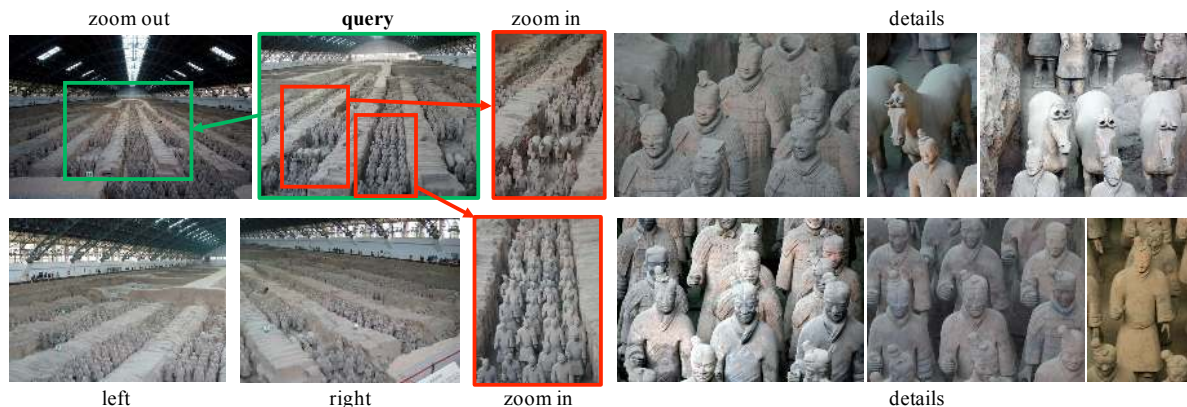 zoom out
query
zoom in
details
left
right
zoom in
details